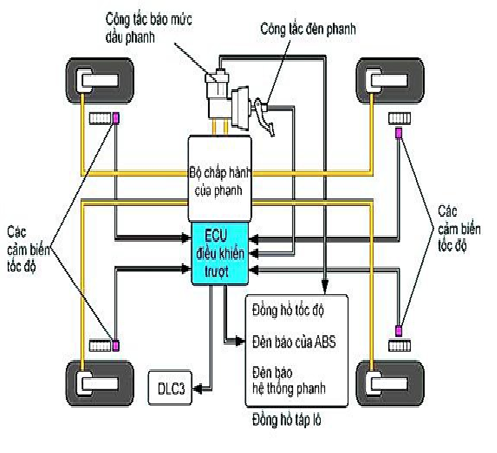 Công tắc báo mức
dầu phanh
Công tắc đèn phanh
Bộ chấp hành
của phanh
Các
cảm biến
tốc độ
Các
cảm biến
tốc độ
ECU
điều khiển
trượt
Đồng hồ tốc độ
Đèn báo của ABS
Đèn báo
hệ thống phanh
DLC3
Đồng hồ táp lô